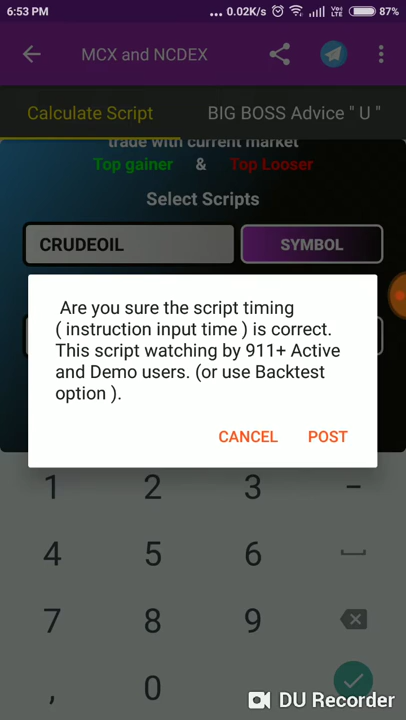 6:53 PM ... 0.02K/s VoLTE 87%
MCX and NCDEX
Calculate Script BIG BOSS Advice " U "
trade with current market
Top gainer & Top Looser
Select Scripts
CRUDEOIL SYMBOL
Are you sure the script timing
( instruction input time ) is correct.
This script watching by 911+ Active
and Demo users. (or use Backtest
option ).
CANCEL POST
1 2 3 –
4 5 6
7 8 9
, 0
DU Recorder